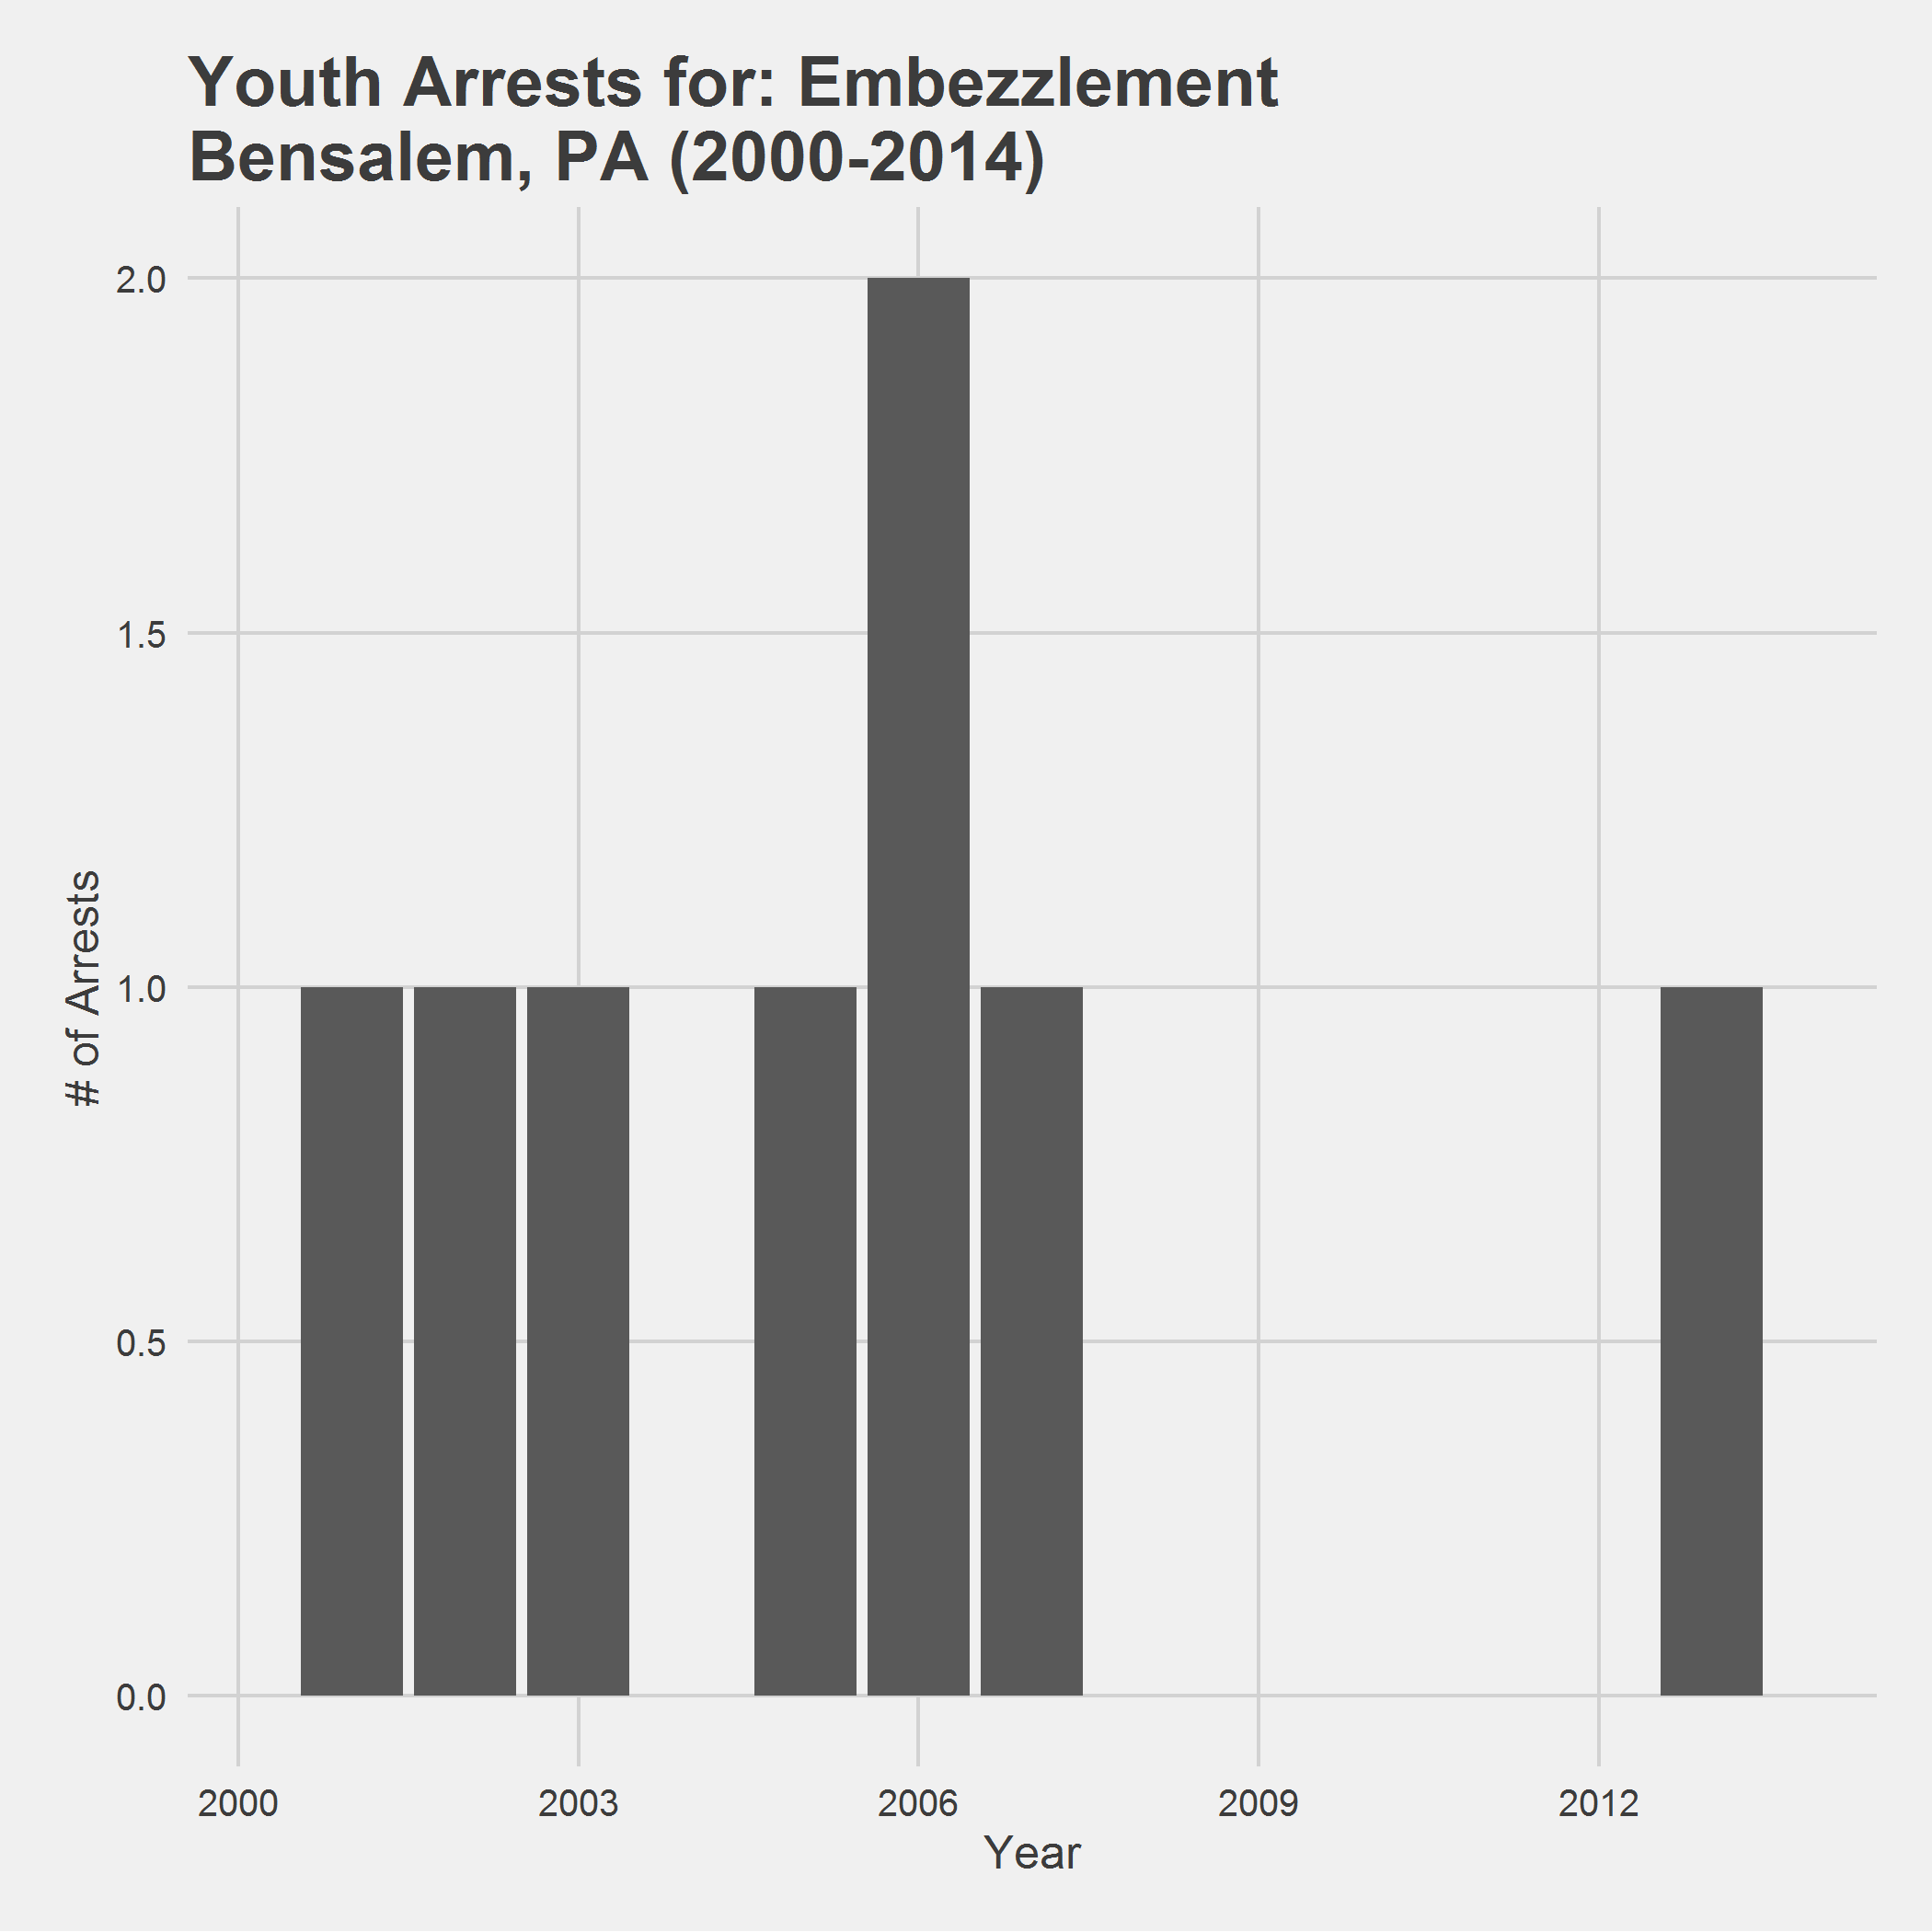 Youth Arrests for: Embezzlement
Bensalem, PA (2000-2014)
2.0
1.5
1.0
0.5
0.0
# of Arrests
2000 2003 2006 2009 2012
Year